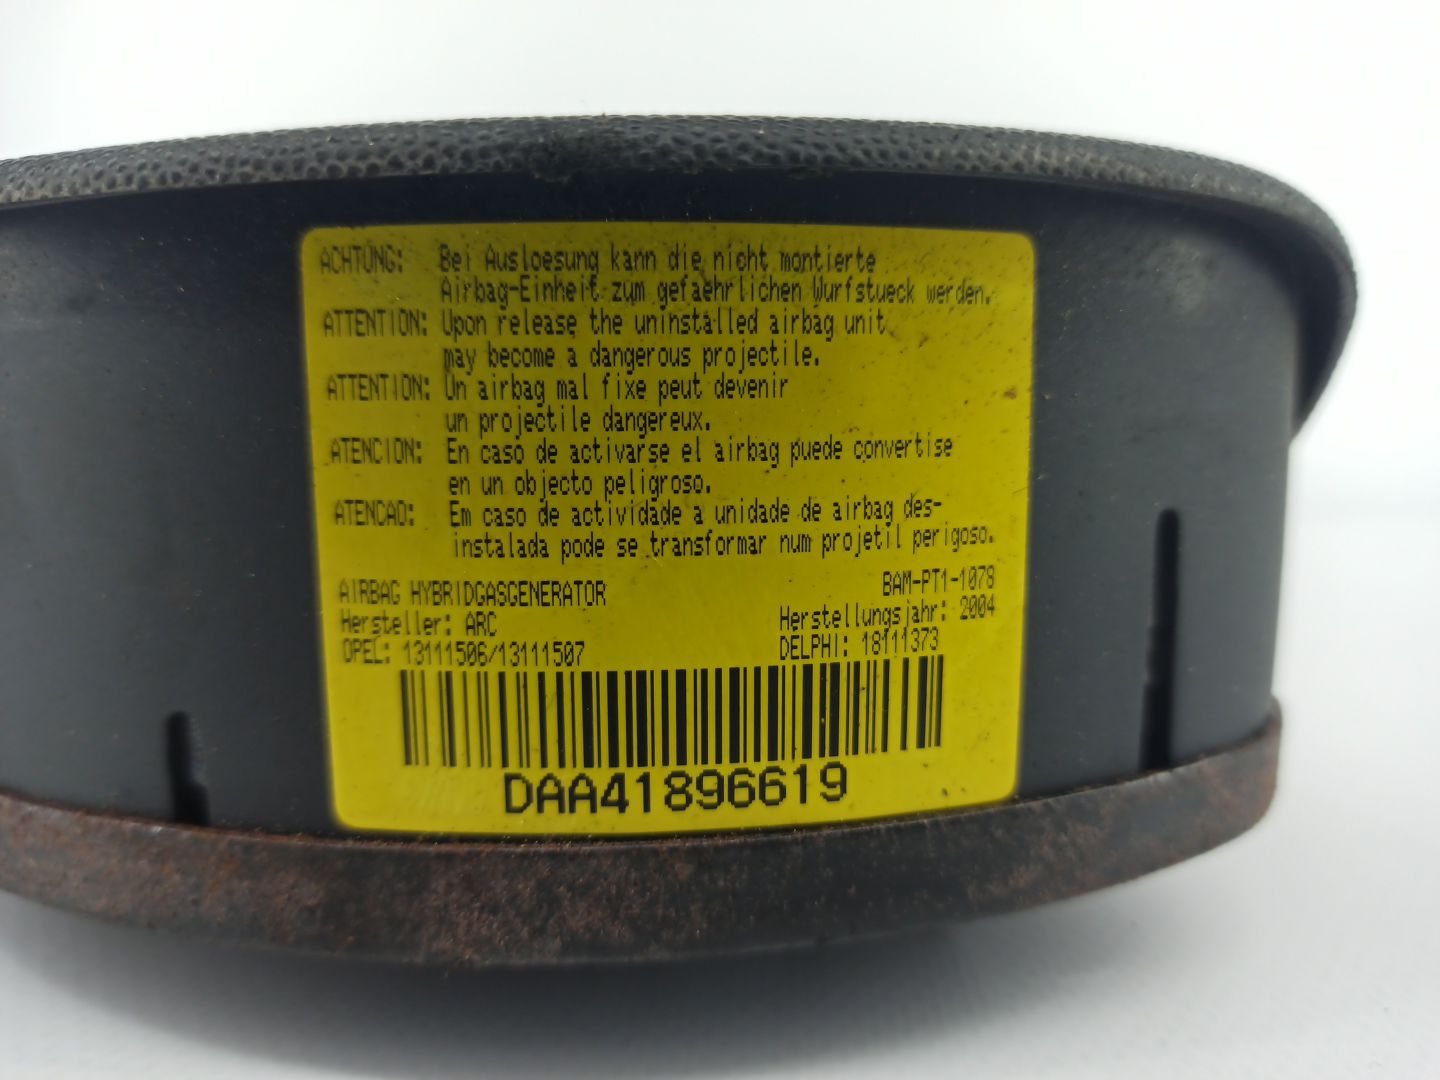 ACHTUNG: Bei Ausloesung kann die nicht montierte
Airbag-Einheit zum gefaehrlichen Wurfstueck werden.
ATTENTION: Upon release the uninstalled airbag unit
may become a dangerous projectile.
ATTENTION: Un airbag mal fixe peut devenir
un projectile dangereux.
ATENCION: En caso de activarse el airbag puede convertise
en un objecto peligroso.
ATENCAO: Em caso de actividade a unidade de airbag des-
instalada pode se transformar num projetil perigoso.
AIRBAG HYBRIDGASGENERATOR BAM-PT1-1078
Hersteller: ARC Herstellungsjahr: 2004
OPEL: 13111506/13111507 DELPHI: 18111373
DAA41896619